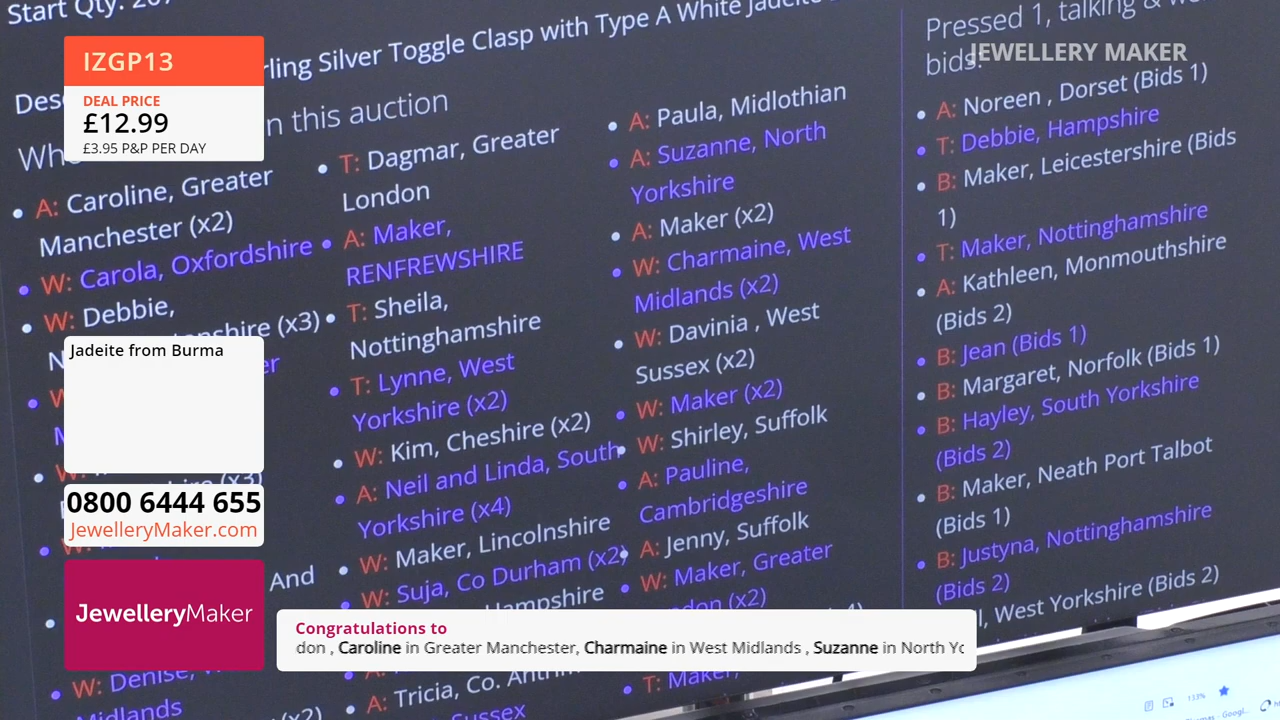 Start Qty:
rling Silver Toggle Clasp with Type A White Jadeite
IZGP13
DEAL PRICE
£12.99
£3.95 P&P PER DAY
n this auction
A: Caroline, Greater
Manchester (x2)
W: Carola, Oxfordshire
W: Debbie,
(x3)
Jadeite from Burma
0800 6444 655
JewelleryMaker.com
And
JewelleryMaker
W: Denise,
Midlands
(x2)
T: Dagmar, Greater
London
A: Maker,
RENFREWSHIRE
T: Sheila,
Nottinghamshire
T: Lynne, West
Yorkshire (x2)
W: Kim, Cheshire (x2)
A: Neil and Linda, South
Yorkshire (x4)
W: Maker, Lincolnshire
W: Suja, Co Durham (x2)
Hampshire
A: Tricia, Co. Antrim
Sussex
A: Paula, Midlothian
A: Suzanne, North
Yorkshire
A: Maker (x2)
W: Charmaine, West
Midlands (x2)
W: Davinia , West
Sussex (x2)
W: Maker (x2)
W: Shirley, Suffolk
A: Pauline,
Cambridgeshire
A: Jenny, Suffolk
W: Maker, Greater
don (x2)
T: Maker,
Pressed 1, talking &
bids.
JEWELLERY MAKER
A: Noreen , Dorset (Bids 1)
T: Debbie, Hampshire
B: Maker, Leicestershire (Bids
1)
T: Maker, Nottinghamshire
A: Kathleen, Monmouthshire
(Bids 2)
B: Jean (Bids 1)
B: Margaret, Norfolk (Bids 1)
B: Hayley, South Yorkshire
(Bids 2)
B: Maker, Neath Port Talbot
(Bids 1)
B: Justyna, Nottinghamshire
(Bids 2)
l, West Yorkshire (Bids 2)
Congratulations to
don , Caroline in Greater Manchester, Charmaine in West Midlands , Suzanne in North Yo
133%